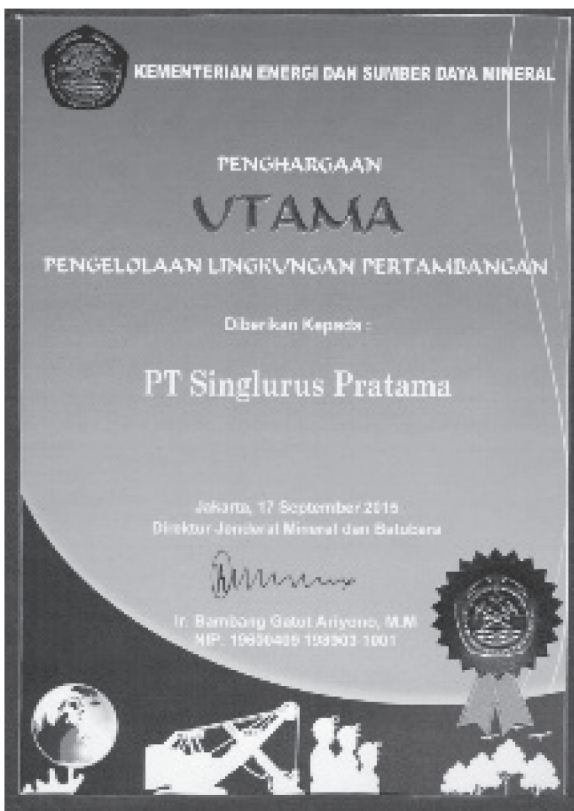 KEMENTERIAN ENERGI DAN SUMBER DAYA MINERAL
PENGHARGAAN
UTAMA
PENGELOLAAN LINGKUNGAN PERTAMBANGAN
Diberikan Kepada :
PT Singlurus Pratama
Jakarta, 17 September 2015
Direktur Jenderal Mineral dan Batubara
Ir. Bambang Gatot Ariyono, M.M
NIP.